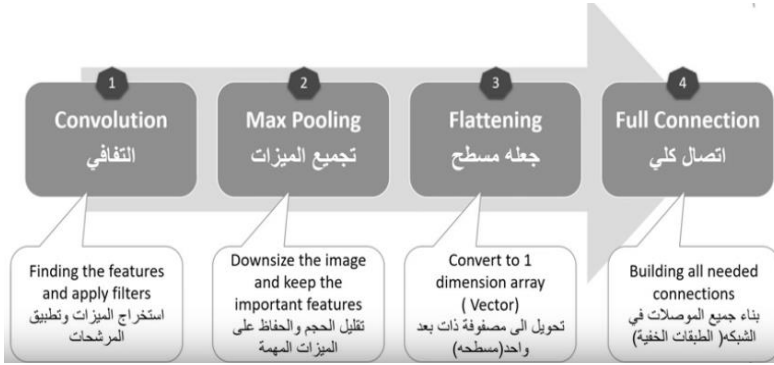 1
Convolution
التفافي
2
Max Pooling
تجميع الميزات
3
Flattening
جعله مسطح
4
Full Connection
اتصال كلي
Finding the features
and apply filters
استخراج الميزات وتطبيق
المرشحات
Downsize the image
and keep the
important features
تقليل الحجم والحفاظ على
الميزات المهمة
Convert to 1
dimension array
( Vector)
تحويل الى مصفوفة ذات بعد
واحد(مسطحه)
Building all needed
connections
بناء جميع الموصلات في
الشبكه( الطبقات الخفية)